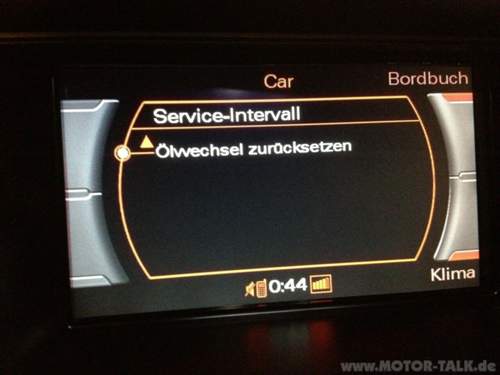 Car
Bordbuch
Service-Intervall
Ölwechsel zurücksetzen
0:44
Klima
www.MOTOR-TALK.de